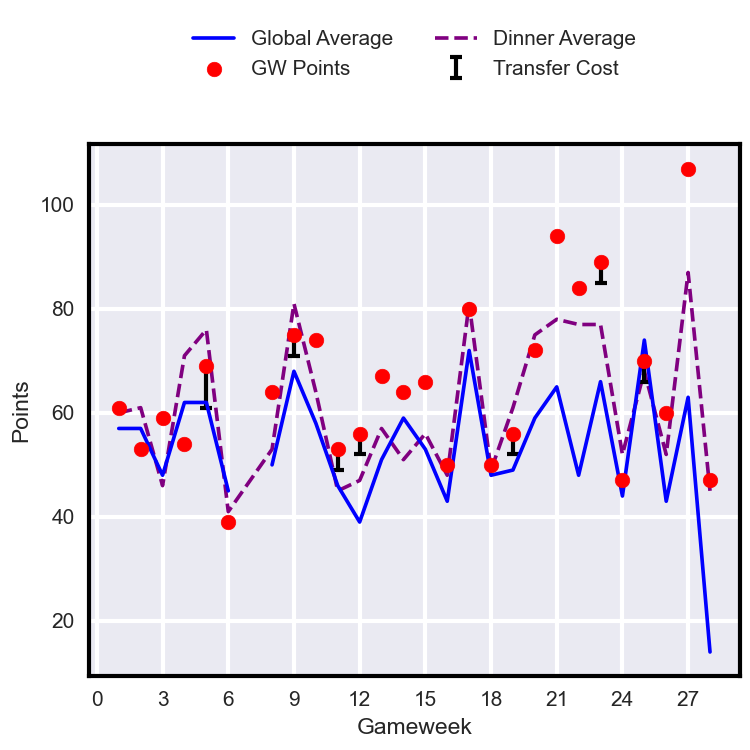 Global Average
Dinner Average
GW Points
Transfer Cost
100
80
60
40
20
Points
0 3 6 9 12 15 18 21 24 27
Gameweek